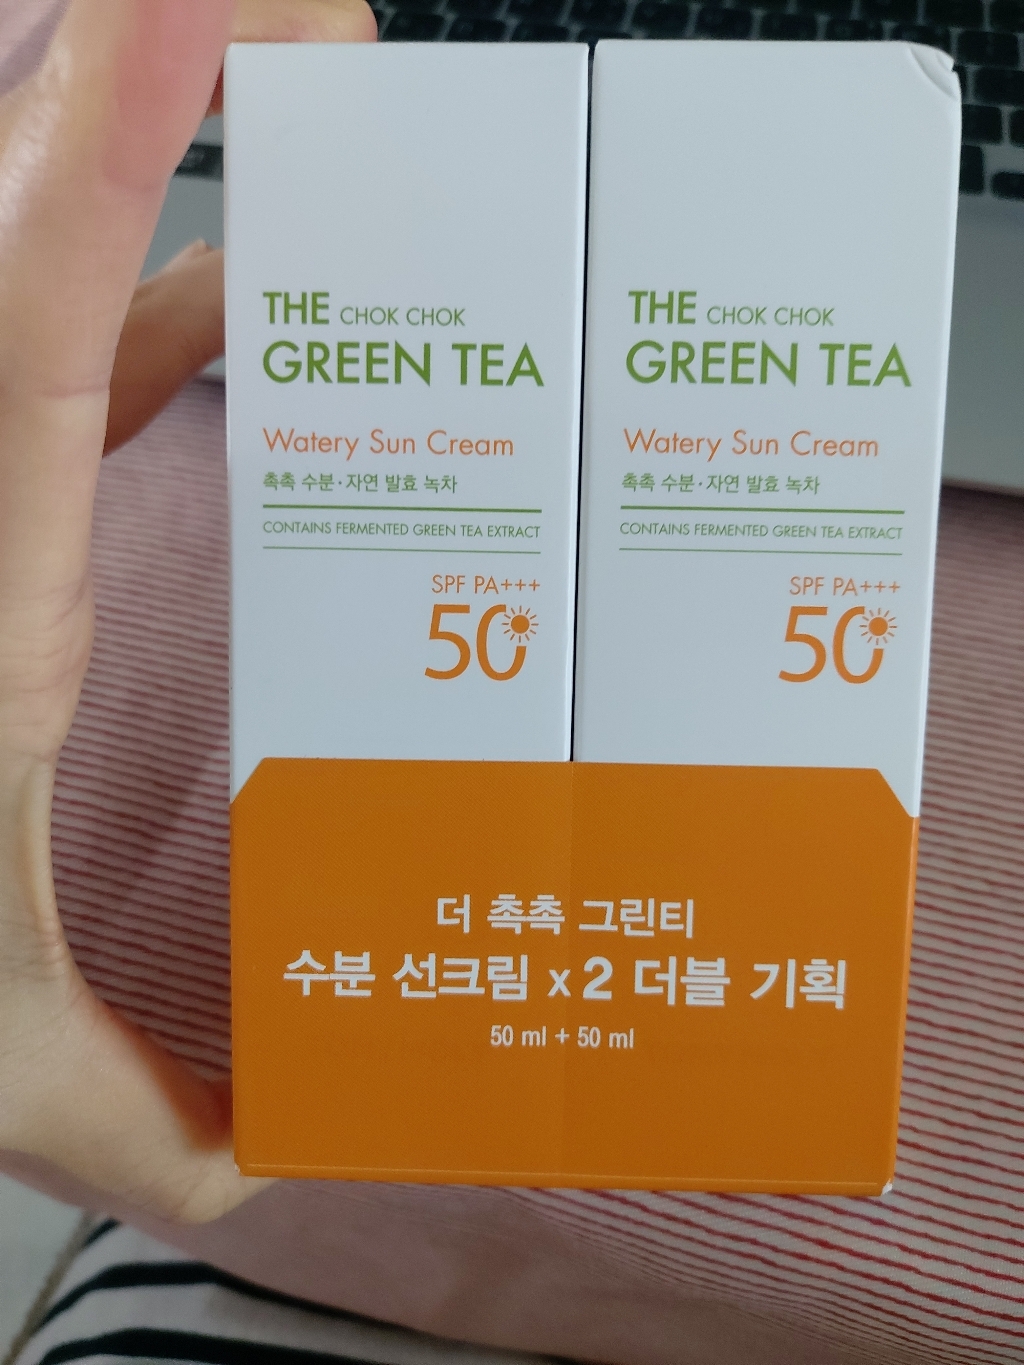 THE CHOK CHOK
GREEN TEA
Watery Sun Cream
촉촉 수분·자연 발효 녹차
CONTAINS FERMENTED GREEN TEA EXTRACT
SPF PA+++
50
THE CHOK CHOK
GREEN TEA
Watery Sun Cream
촉촉 수분·자연 발효 녹차
CONTAINS FERMENTED GREEN TEA EXTRACT
SPF PA+++
50
더 촉촉 그린티
수분 선크림 x 2 더블 기획
50 ml + 50 ml